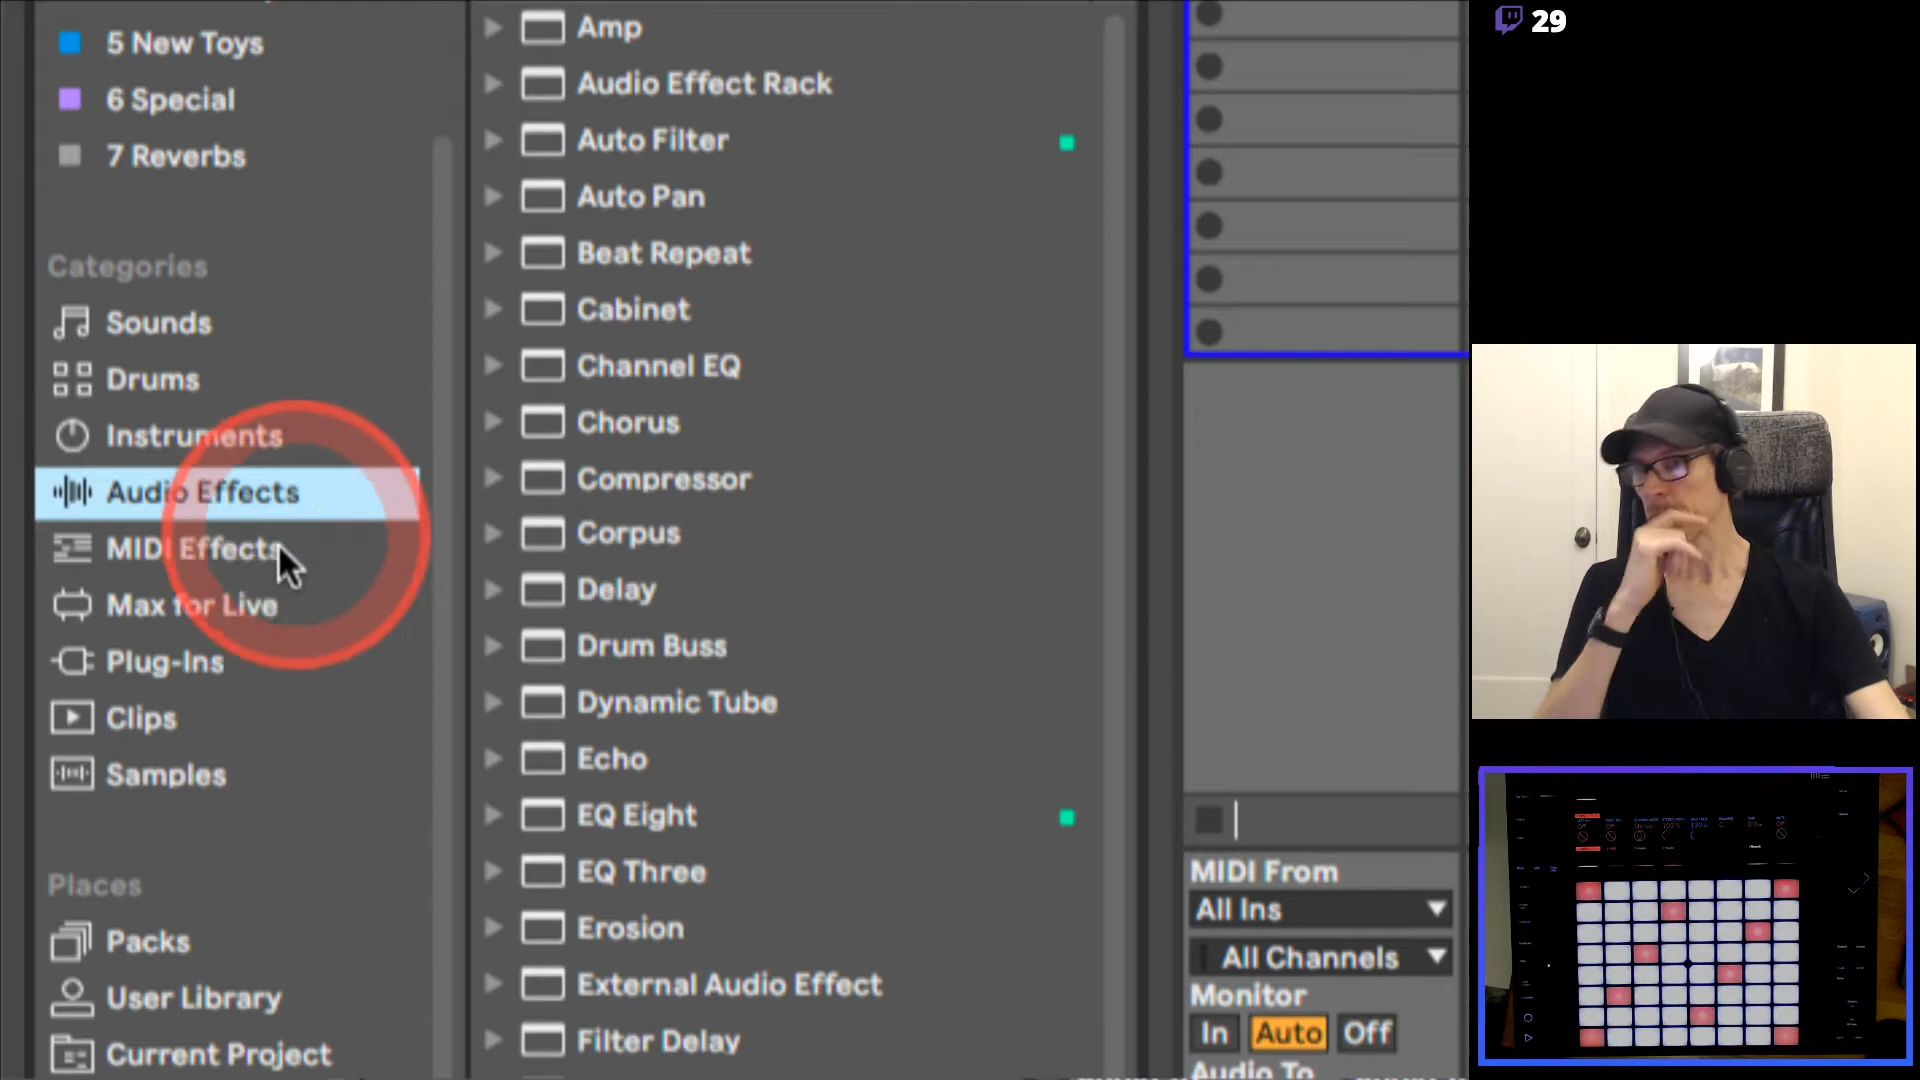 5 New Toys
6 Special
7 Reverbs
Categories
Sounds
Drums
Instruments
Audio Effects
MIDI Effects
Max for Live
Plug-Ins
Clips
Samples
Places
Packs
User Library
Current Project
Amp
Audio Effect Rack
Auto Filter
Auto Pan
Beat Repeat
Cabinet
Channel EQ
Chorus
Compressor
Corpus
Delay
Drum Buss
Dynamic Tube
Echo
EQ Eight
EQ Three
Erosion
External Audio Effect
Filter Delay
MIDI From
All Ins
All Channels
Monitor
In Auto Off
Audio To
29